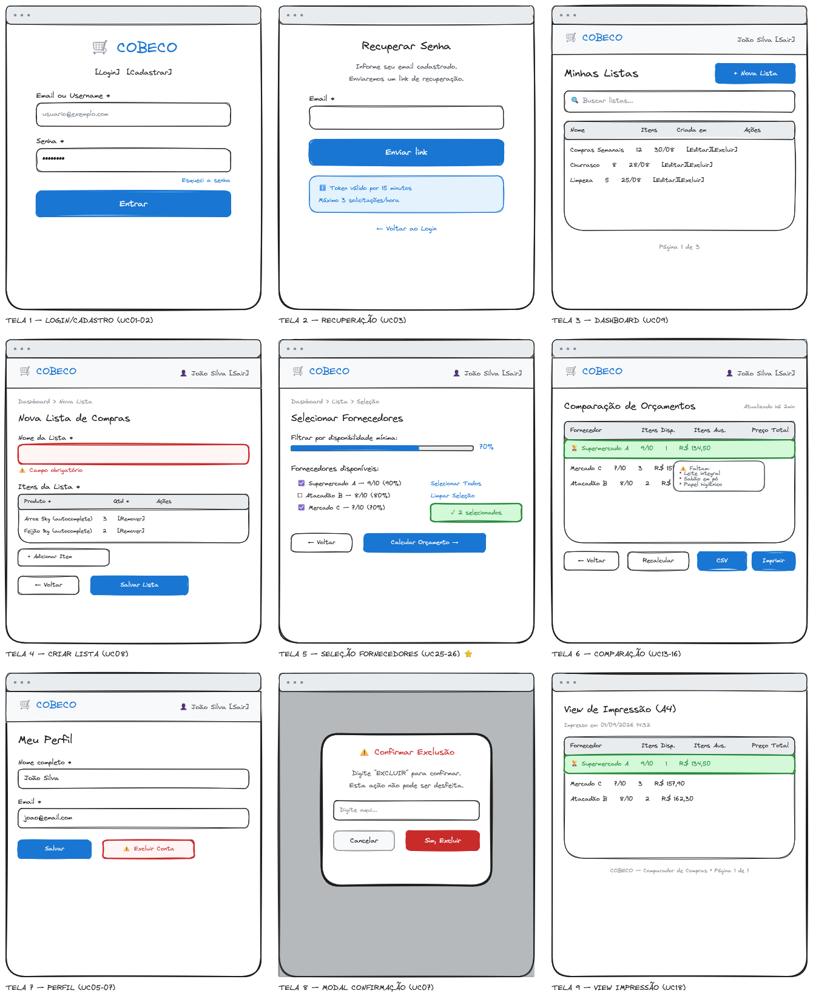 COBECO
[Login] [Cadastrar]
Email ou Username *
usuario@exemplo.com
Senha *
••••••••
Esqueci a senha
Entrar
TELA 1 — LOGIN/CADASTRO (UC01-02)
Recuperar Senha
Informe seu email cadastrado.
Enviaremos um link de recuperação.
Email *
Enviar link
ℹ️ Token válido por 15 minutos
Máximo 3 solicitações/hora
← Voltar ao Login
TELA 2 — RECUPERAÇÃO (UC03)
COBECO João Silva [Sair]
Minhas Listas + Nova Lista
🔍 Buscar listas...
Nome Itens Criada em Ações
Compras Semanais 12 30/08 [Editar][Excluir]
Churrasco 8 28/08 [Editar][Excluir]
Limpeza 5 25/08 [Editar][Excluir]
Página 1 de 3
TELA 3 — DASHBOARD (UC09)
COBECO 👤 João Silva [Sair]
Dashboard > Nova Lista
Nova Lista de Compras
Nome da Lista *
⚠️ Campo obrigatório
Itens da Lista *
Produto * Qtd * Ações
Arroz 5kg (autocomplete) 3 [Remover]
Feijão 1kg (autocomplete) 2 [Remover]
+ Adicionar Item
← Voltar Salvar Lista
TELA 4 — CRIAR LISTA (UC08)
COBECO 👤 João Silva [Sair]
Dashboard > Lista > Seleção
Selecionar Fornecedores
Filtrar por disponibilidade mínima:
70%
Fornecedores disponíveis:
☑ Supermercado A — 9/10 (90%) Selecionar Todos
☐ Atacadão B — 8/10 (80%) Limpar Seleção
☑ Mercado C — 7/10 (70%)
✓ 2 selecionados
← Voltar Calcular Orçamento →
TELA 5 — SELEÇÃO FORNECEDORES (UC25-26) ⭐
COBECO 👤 João Silva [Sair]
Comparação de Orçamentos Atualizado há 2min
Fornecedor Itens Disp. Itens Aus. Preço Total
🏆 Supermercado A 9/10 1 R$ 134,50
Mercado C 7/10 3 R$ 157
Atacadão B 8/10 2 R$
⚠️ Faltam:
• Leite integral
• Sabão em pó
• Papel higiênico
← Voltar Recalcular CSV Imprimir
TELA 6 — COMPARAÇÃO (UC13-16)
COBECO 👤 João Silva [Sair]
Meu Perfil
Nome completo *
João Silva
Email *
joao@email.com
Salvar ⚠️ Excluir Conta
TELA 7 — PERFIL (UC05-07)
⚠️ Confirmar Exclusão
Digite "EXCLUIR" para confirmar.
Esta ação não pode ser desfeita.
Digite aqui...
Cancelar Sim, Excluir
TELA 8 — MODAL CONFIRMAÇÃO (UC07)
View de Impressão (A4)
Impresso em: 01/09/2026 14:32
Fornecedor Itens Disp. Itens Aus. Preço Total
🏆 Supermercado A 9/10 1 R$ 134,50
Mercado C 7/10 3 R$ 157,90
Atacadão B 8/10 2 R$ 162,30
COBECO — Comparador de Compras • Página 1 de 1
TELA 9 — VIEW IMPRESSÃO (UC18)